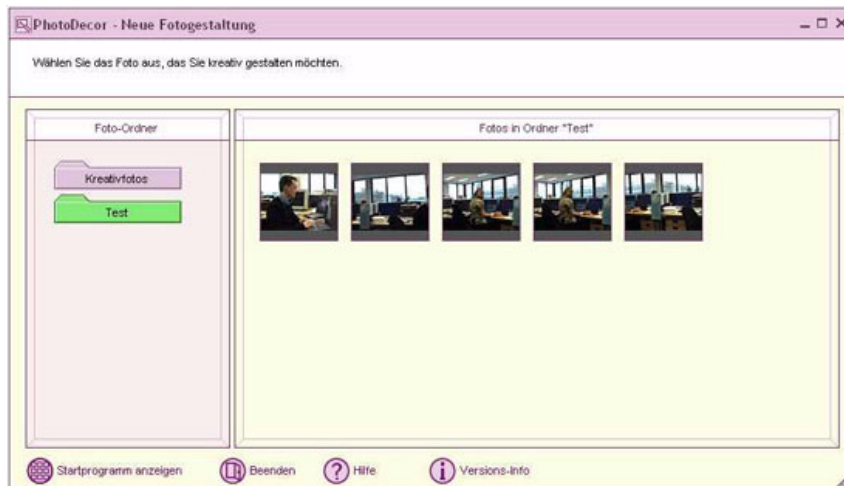 PhotoDecor - Neue Fotogestaltung
Wählen Sie das Foto aus, das Sie kreativ gestalten möchten.
Foto-Ordner
Fotos in Ordner "Test"
Kreativfotos
Test
Startprogramm anzeigen
Beenden
Hilfe
Versions-Info